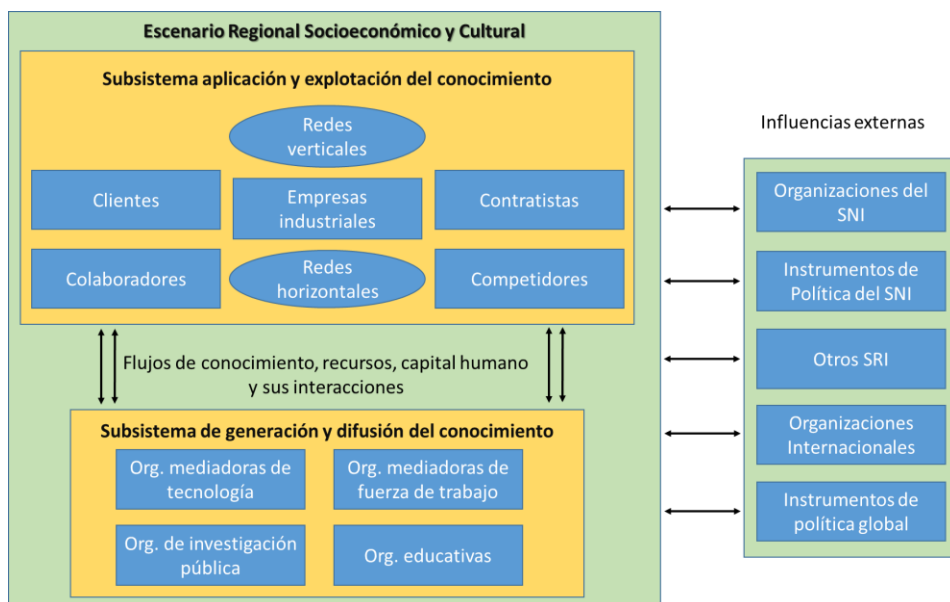 Escenario Regional Socioeconómico y Cultural
Subsistema aplicación y explotación del conocimiento
Redes
verticales
Clientes
Empresas
industriales
Contratistas
Colaboradores
Redes
horizontales
Competidores
Flujos de conocimiento, recursos, capital humano
y sus interacciones
Subsistema de generación y difusión del conocimiento
Org. mediadoras de
tecnología
Org. mediadoras de
fuerza de trabajo
Org. de investigación
pública
Org. educativas
Influencias externas
Organizaciones del
SNI
Instrumentos de
Política del SNI
Otros SRI
Organizaciones
Internacionales
Instrumentos de
política global